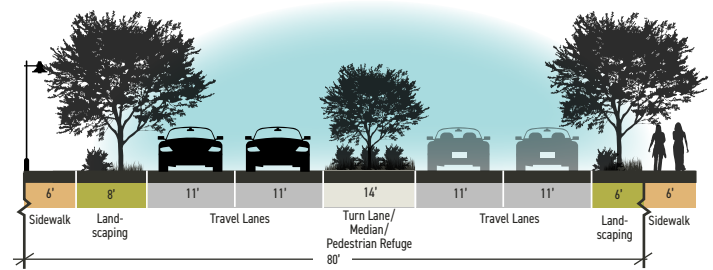 6' 8' 11' 11' 14' 11' 11' 6' 6'
Sidewalk
Land-
scaping
Travel Lanes
Turn Lane/
Median/
Pedestrian Refuge
Travel Lanes
Land-
scaping
Sidewalk
80'